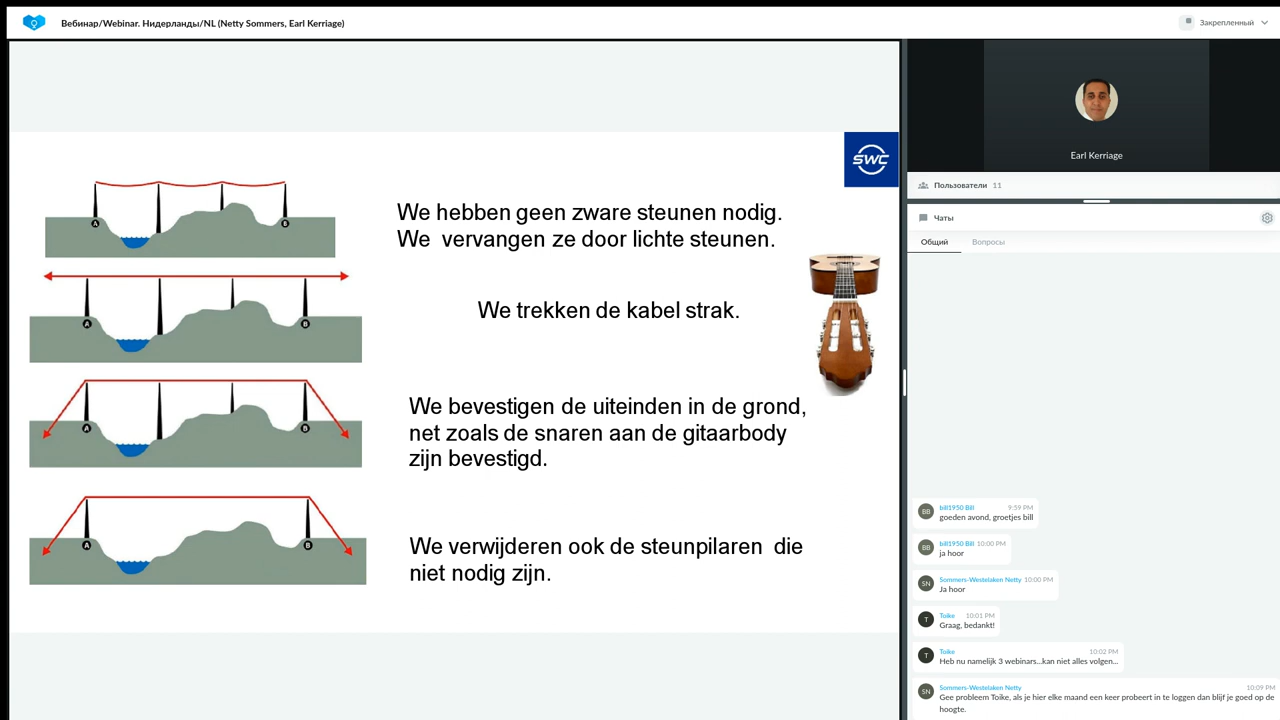 Вебинар/Webinar. Нидерланды/NL (Netty Sommers, Earl Kerriage)
Закрепленный
SWC
A
B
We hebben geen zware steunen nodig.
We vervangen ze door lichte steunen.
A
B
We trekken de kabel strak.
A
B
We bevestigen de uiteinden in de grond,
net zoals de snaren aan de gitaarbody
zijn bevestigd.
A
B
We verwijderen ook de steunpilaren die
niet nodig zijn.
Earl Kerriage
Пользователи 11
Чаты
Общий Вопросы
BB
bill1950 Bill 9:59 PM
goeden avond, groetjes bill
BB
bill1950 Bill 10:00 PM
ja hoor
SN
Sommers-Westelaken Netty 10:00 PM
Ja hoor
T
Toike 10:01 PM
Graag, bedankt!
T
Toike 10:02 PM
Heb nu namelijk 3 webinars...kan niet alles volgen...
SN
Sommers-Westelaken Netty 10:09 PM
Gee probleem Toike, als je hier elke maand een keer probeert in te loggen dan blijf je goed op de
hoogte.